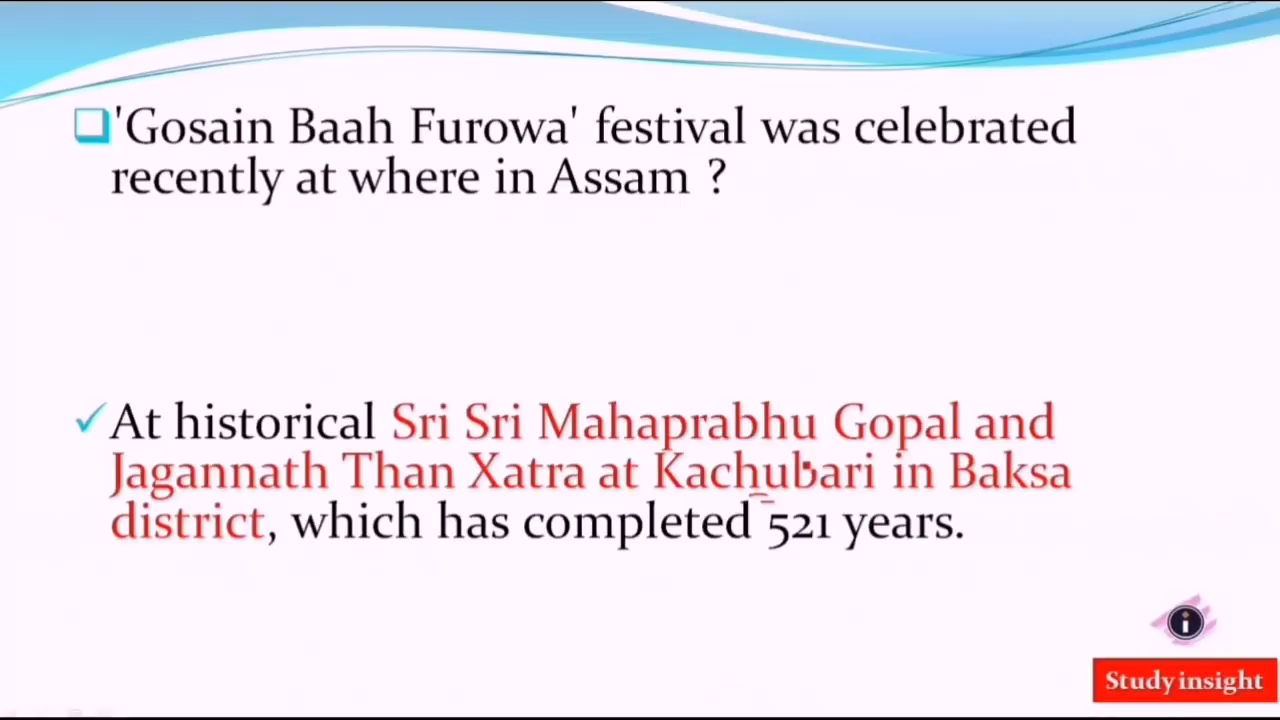 'Gosain Baah Furowa' festival was celebrated
recently at where in Assam ?
At historical Sri Sri Mahaprabhu Gopal and
Jagannath Than Xatra at Kachubari in Baksa
district, which has completed 521 years.
i
Study insight